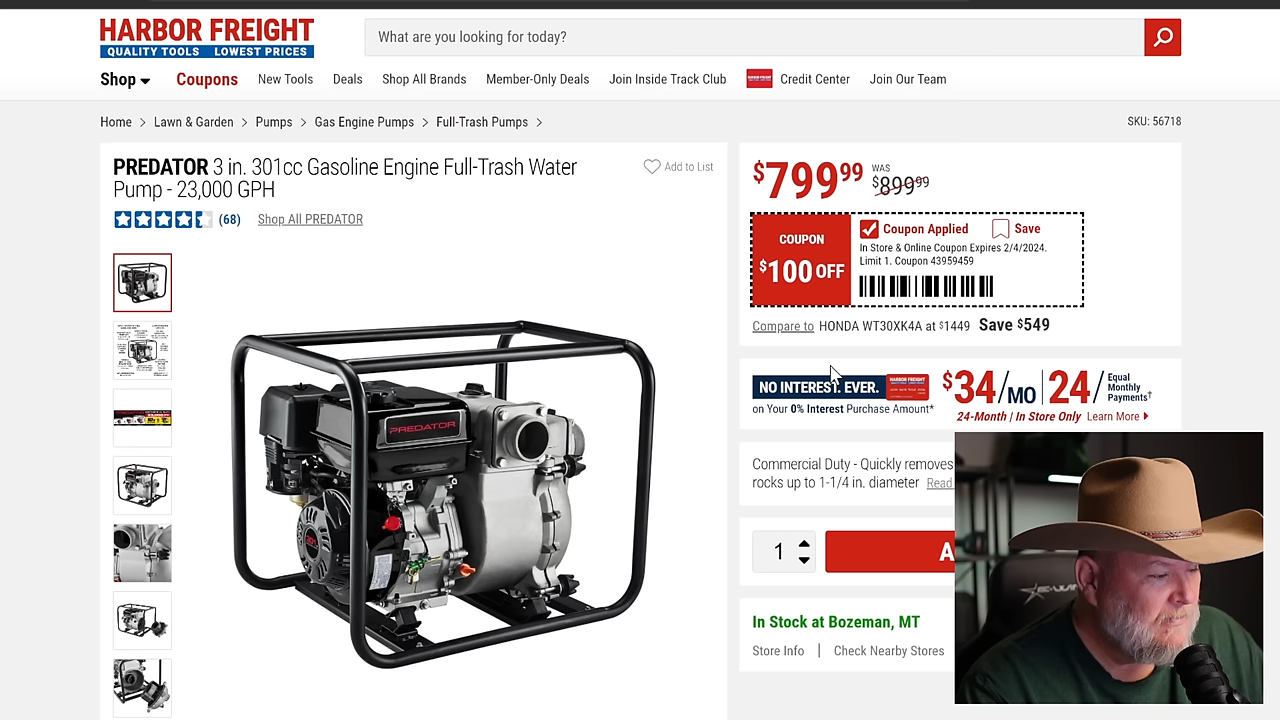 HARBOR FREIGHT
QUALITY TOOLS LOWEST PRICES
What are you looking for today?
Shop
Coupons
New Tools
Deals
Shop All Brands
Member-Only Deals
Join Inside Track Club
Credit Center
Join Our Team
Home > Lawn & Garden > Pumps > Gas Engine Pumps > Full-Trash Pumps >
SKU: 56718
PREDATOR 3 in. 301cc Gasoline Engine Full-Trash Water
Pump - 23,000 GPH
Add to List
(68)
Shop All PREDATOR
PREDATOR
$799.99
WAS
$899.99
COUPON
$100 OFF
Coupon Applied
Save
In Store & Online Coupon Expires 2/4/2024.
Limit 1. Coupon 43959459
Compare to HONDA WT30XK4A at $1449 Save $549
NO INTEREST, EVER.
HARBOR FREIGHT
on Your 0% Interest Purchase Amount*
$34/MO
24/
Equal
Monthly
Payments†
24-Month / In Store Only Learn More
Commercial Duty - Quickly removes
rocks up to 1-1/4 in. diameter Read
1
A
In Stock at Bozeman, MT
Store Info | Check Nearby Stores